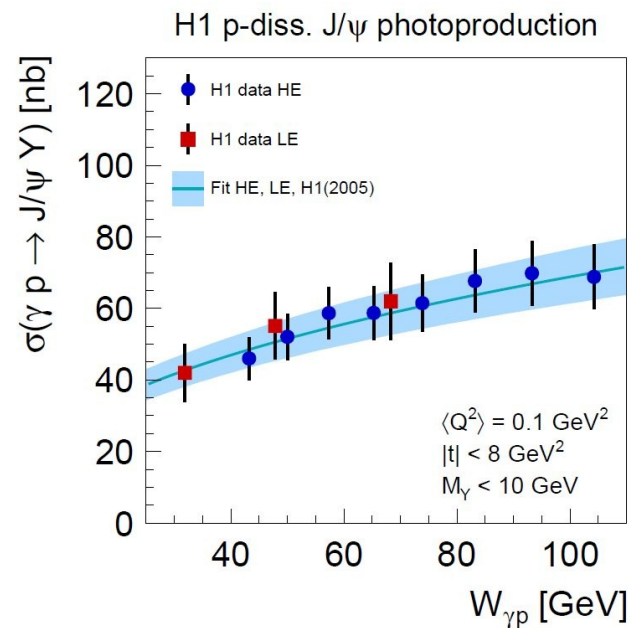 H1 p-diss. J/ψ photoproduction
σ(γ p → J/ψ Y) [nb]
120
100
80
60
40
20
0
H1 data HE
H1 data LE
Fit HE, LE, H1(2005)
⟨Q²⟩ = 0.1 GeV²
|t| < 8 GeV²
M_Y < 10 GeV
40 60 80 100
W_γp [GeV]